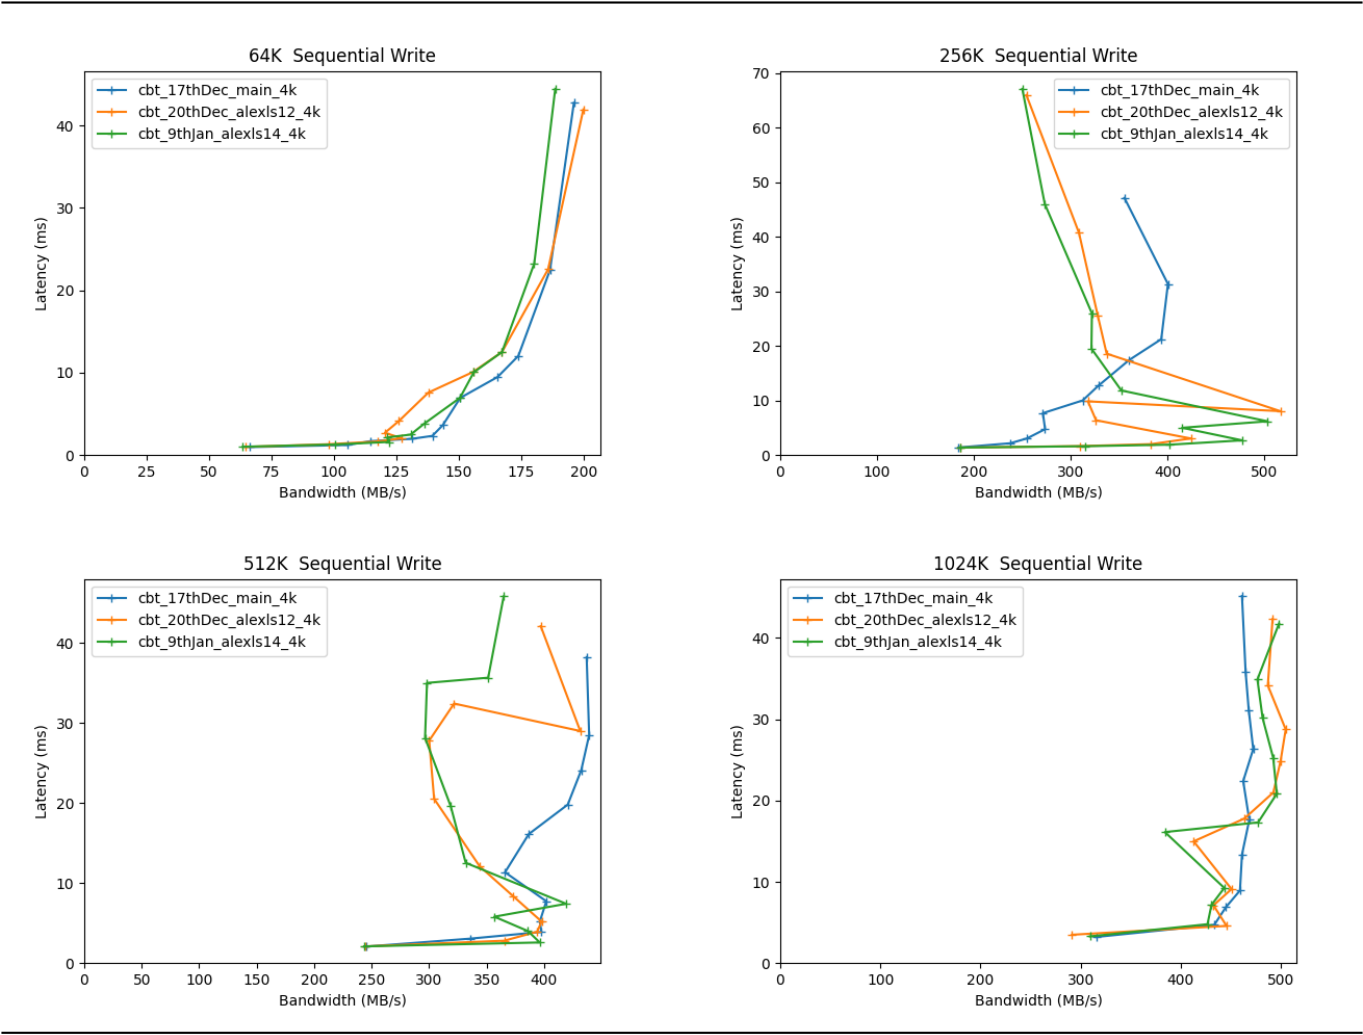 64K  Sequential Write
cbt_17thDec_main_4k
cbt_20thDec_alexls12_4k
cbt_9thJan_alexls14_4k
40
30
20
10
0
Latency (ms)
0 25 50 75 100 125 150 175 200
Bandwidth (MB/s)
256K  Sequential Write
cbt_17thDec_main_4k
cbt_20thDec_alexls12_4k
cbt_9thJan_alexls14_4k
70
60
50
40
30
20
10
0
Latency (ms)
0 100 200 300 400 500
Bandwidth (MB/s)
512K  Sequential Write
cbt_17thDec_main_4k
cbt_20thDec_alexls12_4k
cbt_9thJan_alexls14_4k
40
30
20
10
0
Latency (ms)
0 50 100 150 200 250 300 350 400
Bandwidth (MB/s)
1024K  Sequential Write
cbt_17thDec_main_4k
cbt_20thDec_alexls12_4k
cbt_9thJan_alexls14_4k
40
30
20
10
0
Latency (ms)
0 100 200 300 400 500
Bandwidth (MB/s)